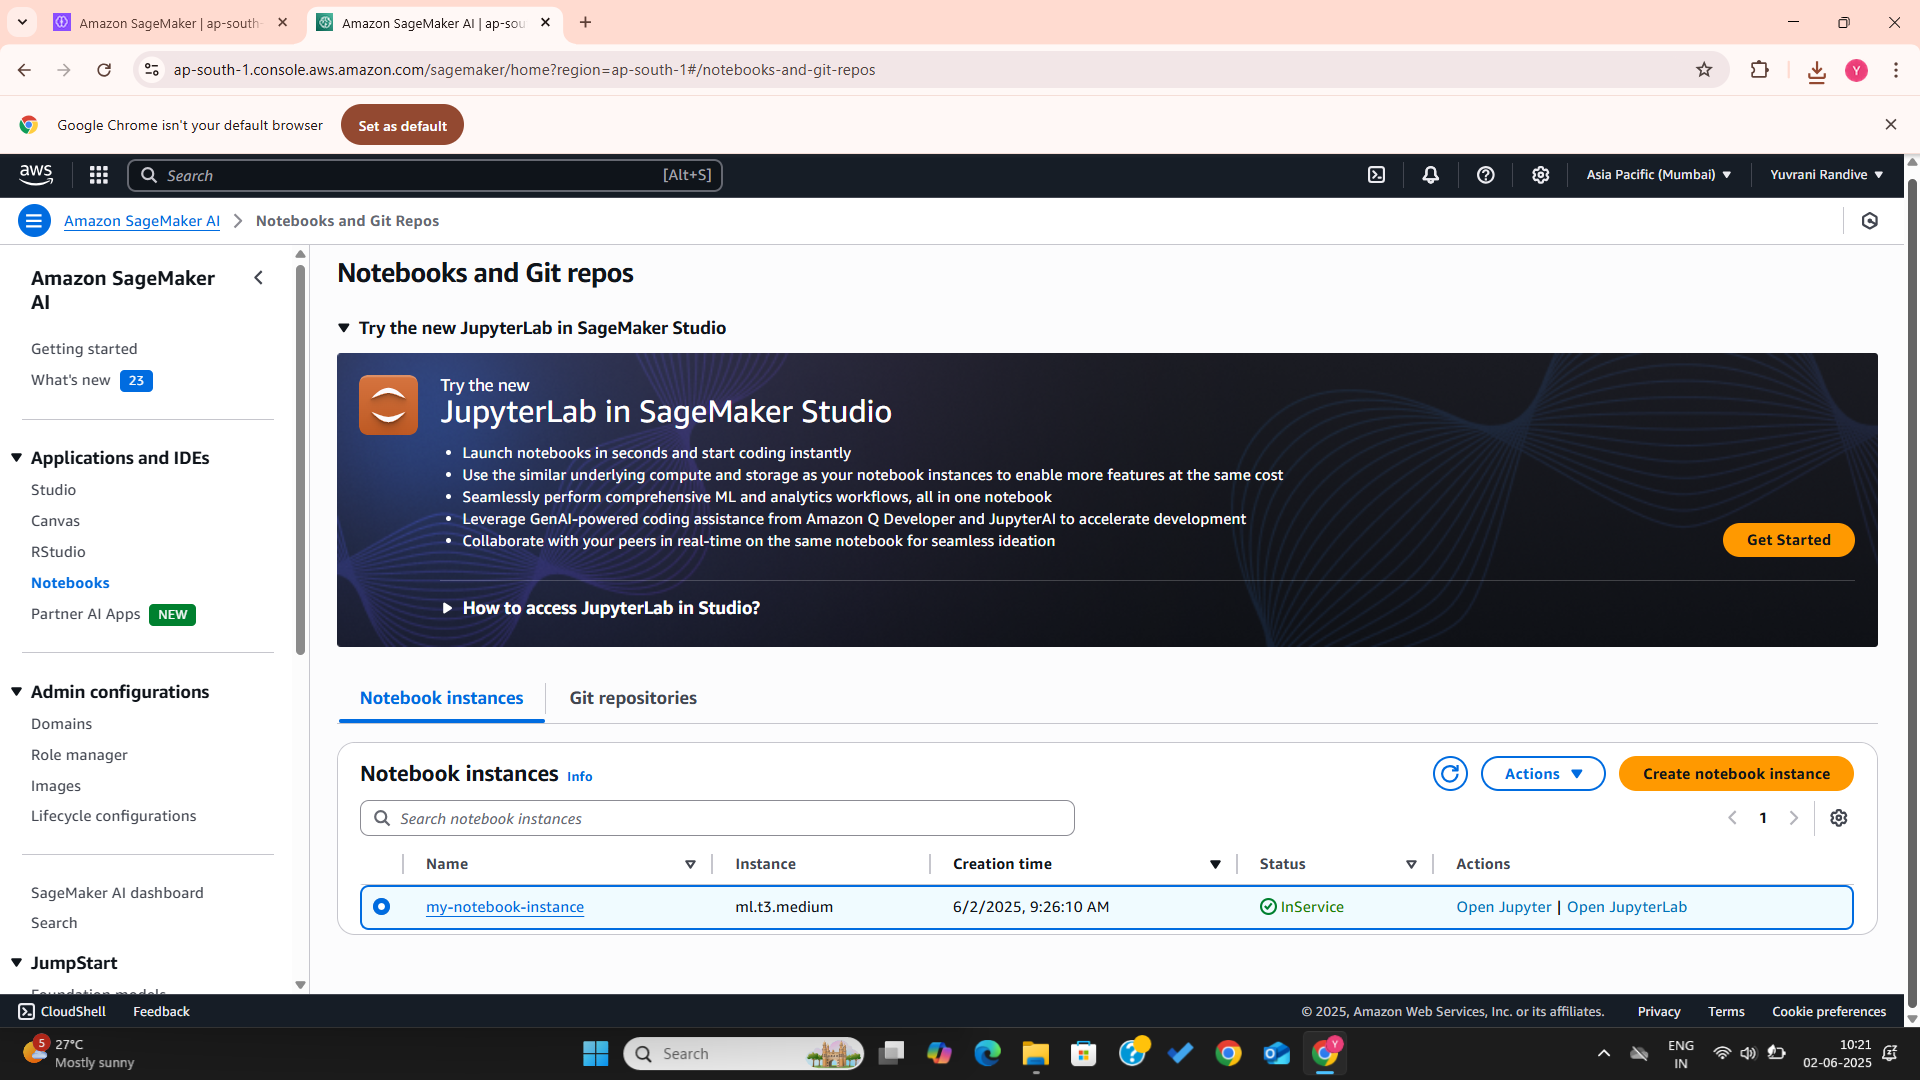 Amazon SageMaker | ap-south-
Amazon SageMaker AI | ap-sou
ap-south-1.console.aws.amazon.com/sagemaker/home?region=ap-south-1#/notebooks-and-git-repos
Y
Google Chrome isn't your default browser
Set as default
aws
Search
[Alt+S]
Asia Pacific (Mumbai)
Yuvrani Randive
Amazon SageMaker AI
Notebooks and Git Repos
Amazon SageMaker
AI
Getting started
What's new 23
Applications and IDEs
Studio
Canvas
RStudio
Notebooks
Partner AI Apps NEW
Admin configurations
Domains
Role manager
Images
Lifecycle configurations
SageMaker AI dashboard
Search
JumpStart
Foundation models
Notebooks and Git repos
Try the new JupyterLab in SageMaker Studio
Try the new
JupyterLab in SageMaker Studio
• Launch notebooks in seconds and start coding instantly
• Use the similar underlying compute and storage as your notebook instances to enable more features at the same cost
• Seamlessly perform comprehensive ML and analytics workflows, all in one notebook
• Leverage GenAI-powered coding assistance from Amazon Q Developer and JupyterAI to accelerate development
• Collaborate with your peers in real-time on the same notebook for seamless ideation
Get Started
How to access JupyterLab in Studio?
Notebook instances
Git repositories
Notebook instances Info
Actions
Create notebook instance
Search notebook instances
1
Name Instance Creation time Status Actions
my-notebook-instance ml.t3.medium 6/2/2025, 9:26:10 AM InService Open Jupyter | Open JupyterLab
CloudShell Feedback
© 2025, Amazon Web Services, Inc. or its affiliates. Privacy Terms Cookie preferences
5
27°C
Mostly sunny
Search
Y
ENG
IN
10:21
02-06-2025